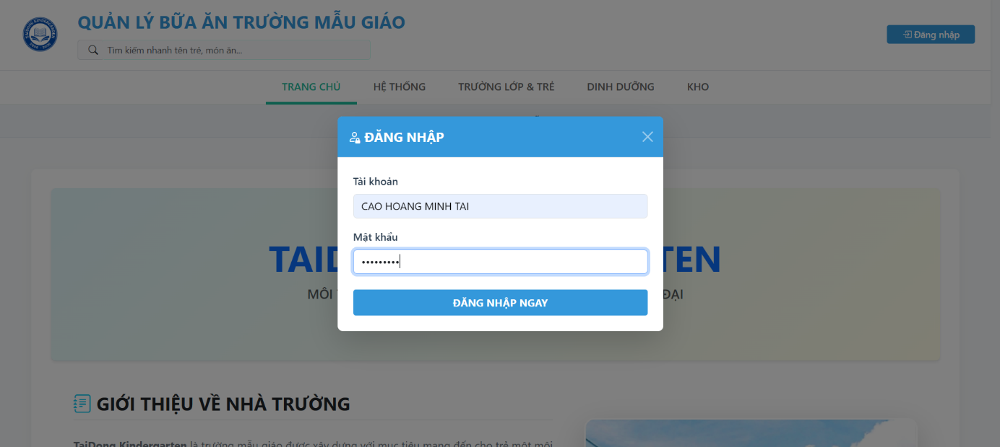 QUẢN LÝ BỮA ĂN TRƯỜNG MẪU GIÁO
Tìm kiếm nhanh tên trẻ, món ăn...
Đăng nhập
TRANG CHỦ HỆ THỐNG TRƯỜNG LỚP & TRẺ DINH DƯỠNG KHO
ĐĂNG NHẬP
Tài khoản
CAO HOANG MINH TAI
Mật khẩu
•••••••••
ĐĂNG NHẬP NGAY
TAID
TEN
MÔI
ĐẠI
GIỚI THIỆU VỀ NHÀ TRƯỜNG
TaiDong Kindergarten là trường mẫu giáo được xây dựng với mục tiêu mang đến cho trẻ một môi